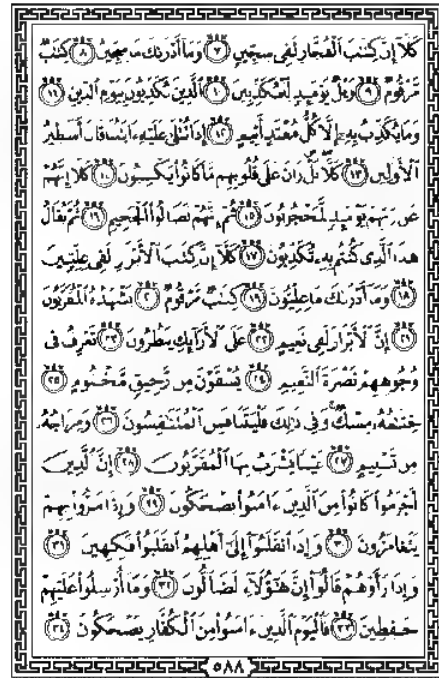 كَلَّآ إِنَّ كِتَٰبَ ٱلْفُجَّارِ لَفِى سِجِّينٍ ٧ وَمَآ أَدْرَىٰكَ مَا سِجِّينٌ ٨ كِتَٰبٌ
مَّرْقُومٌ ٩ وَيْلٌ يَوْمَئِذٍ لِّلْمُكَذِّبِينَ ١٠ ٱلَّذِينَ يُكَذِّبُونَ بِيَوْمِ ٱلدِّينِ ١١
وَمَا يُكَذِّبُ بِهِۦٓ إِلَّا كُلُّ مُعْتَدٍ أَثِيمٍ ١٢ إِذَا تُتْلَىٰ عَلَيْهِ ءَايَٰتُنَا قَالَ أَسَٰطِيرُ
ٱلْأَوَّلِينَ ١٣ كَلَّا بَلْ رَانَ عَلَىٰ قُلُوبِهِم مَّا كَانُوا۟ يَكْسِبُونَ ١٤ كَلَّآ إِنَّهُمْ
عَن رَّبِّهِمْ يَوْمَئِذٍ لَّمَحْجُوبُونَ ١٥ ثُمَّ إِنَّهُمْ لَصَالُوا۟ ٱلْجَحِيمِ ١٦ ثُمَّ يُقَالُ
هَٰذَا ٱلَّذِى كُنتُم بِهِۦ تُكَذِّبُونَ ١٧ كَلَّآ إِنَّ كِتَٰبَ ٱلْأَبْرَارِ لَفِى عِلِّيِّينَ
١٨ وَمَآ أَدْرَىٰكَ مَا عِلِّيُّونَ ١٩ كِتَٰبٌ مَّرْقُومٌ ٢٠ يَشْهَدُهُ ٱلْمُقَرَّبُونَ
٢١ إِنَّ ٱلْأَبْرَارَ لَفِى نَعِيمٍ ٢٢ عَلَى ٱلْأَرَآئِكِ يَنظُرُونَ ٢٣ تَعْرِفُ فِى
وُجُوهِهِمْ نَضْرَةَ ٱلنَّعِيمِ ٢٤ يُسْقَوْنَ مِن رَّحِيقٍ مَّخْتُومٍ ٢٥
خِتَٰمُهُۥ مِسْكٌ وَفِى ذَٰلِكَ فَلْيَتَنَافَسِ ٱلْمُتَنَٰفِسُونَ ٢٦ وَمِزَاجُهُۥ
مِن تَسْنِيمٍ ٢٧ عَيْنًا يَشْرَبُ بِهَا ٱلْمُقَرَّبُونَ ٢٨ إِنَّ ٱلَّذِينَ
أَجْرَمُوا۟ كَانُوا۟ مِنَ ٱلَّذِينَ ءَامَنُوا۟ يَضْحَكُونَ ٢٩ وَإِذَا مَرُّوا۟ بِهِمْ
يَتَغَامَزُونَ ٣٠ وَإِذَا ٱنقَلَبُوٓا۟ إِلَىٰٓ أَهْلِهِمُ ٱنقَلَبُوا۟ فَكِهِينَ ٣١
وَإِذَا رَأَوْهُمْ قَالُوٓا۟ إِنَّ هَٰٓؤُلَآءِ لَضَآلُّونَ ٣٢ وَمَآ أُرْسِلُوا۟ عَلَيْهِمْ
حَٰفِظِينَ ٣٣ فَٱلْيَوْمَ ٱلَّذِينَ ءَامَنُوا۟ مِنَ ٱلْكُفَّارِ يَضْحَكُونَ ٣٤
٥٨٨